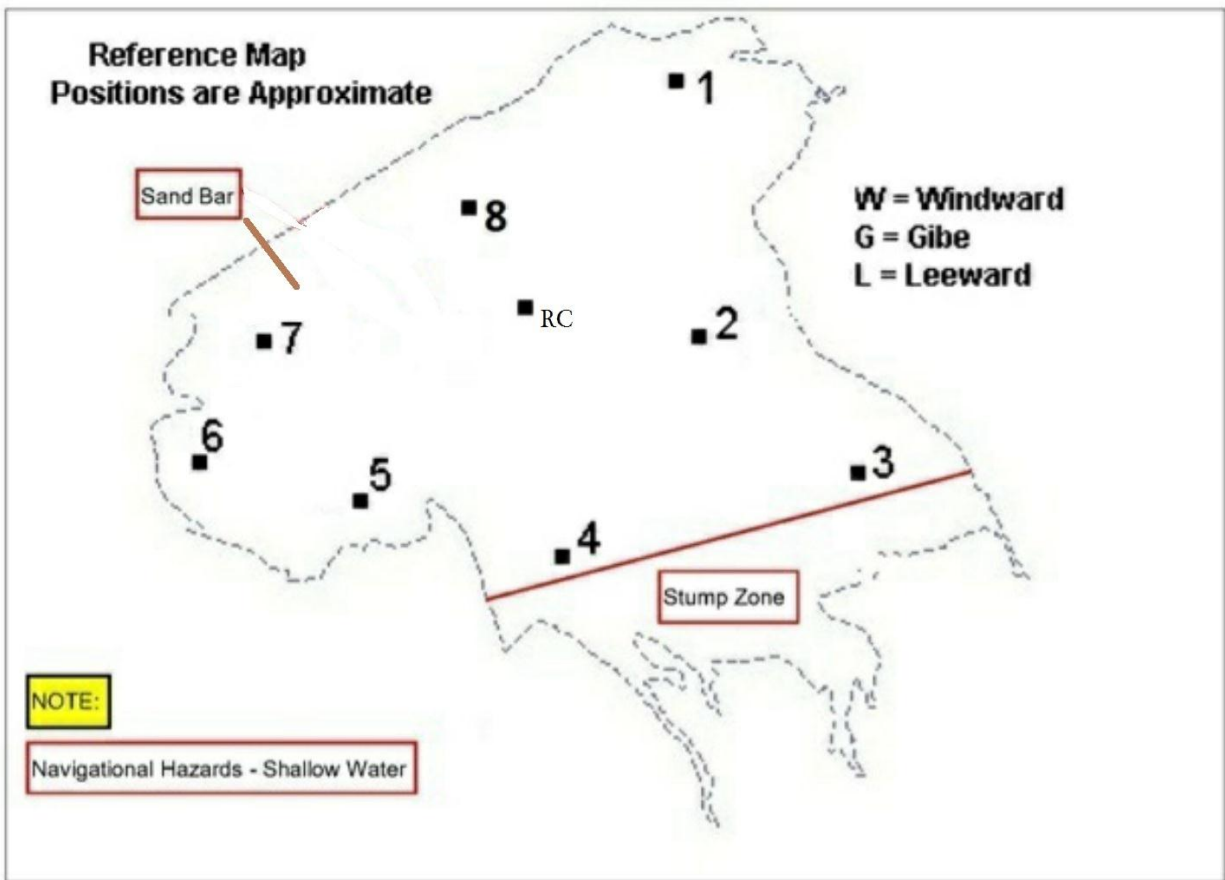 Reference Map
Positions are Approximate
1
Sand Bar
W = Windward
8
G = Gibe
L = Leeward
RC
2
7
6
5
3
4
Stump Zone
NOTE:
Navigational Hazards - Shallow Water